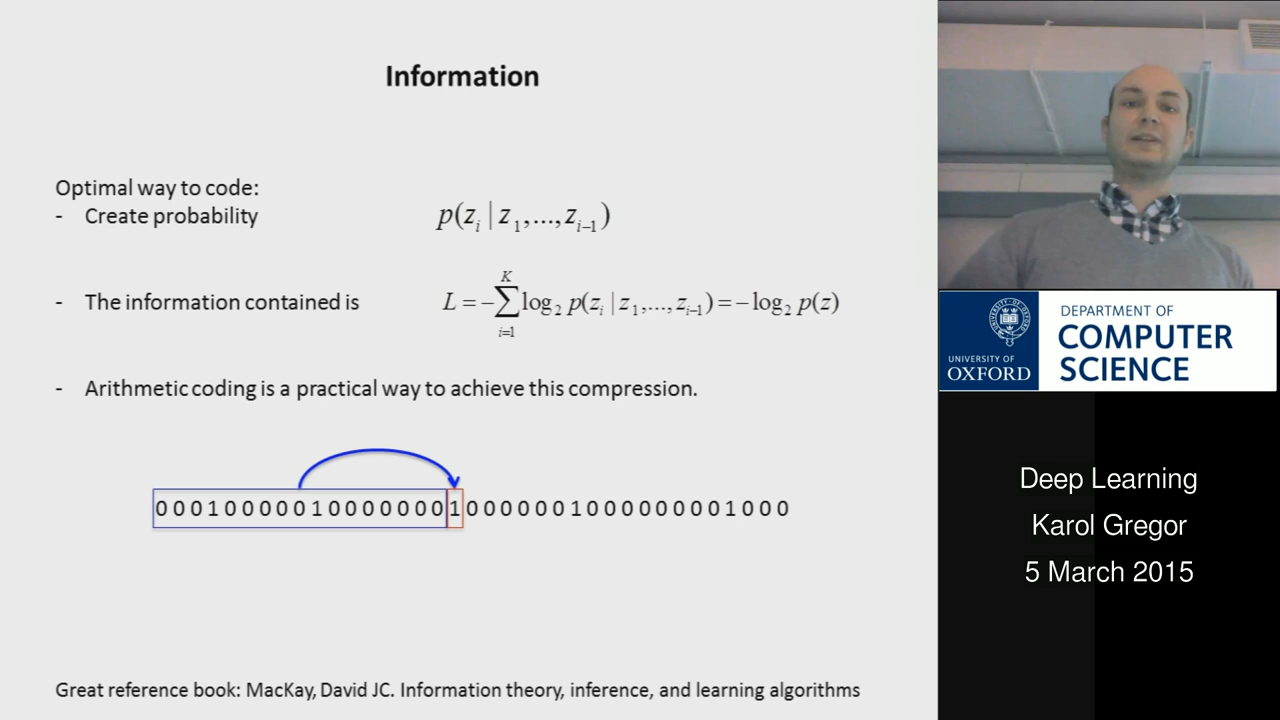 Information
Optimal way to code:
- Create probability p(z_i | z_1,...,z_{i-1})
- The information contained is L = -∑_{i=1}^{K} log_2 p(z_i | z_1,...,z_{i-1}) = -log_2 p(z)
- Arithmetic coding is a practical way to achieve this compression.
0 0 0 1 0 0 0 0 0 1 0 0 0 0 0 0 0 1 0 0 0 0 0 0 1 0 0 0 0 0 0 0 0 1 0 0 0
Great reference book: MacKay, David JC. Information theory, inference, and learning algorithms
UNIVERSITY OF
OXFORD
DEPARTMENT OF
COMPUTER
SCIENCE
Deep Learning
Karol Gregor
5 March 2015